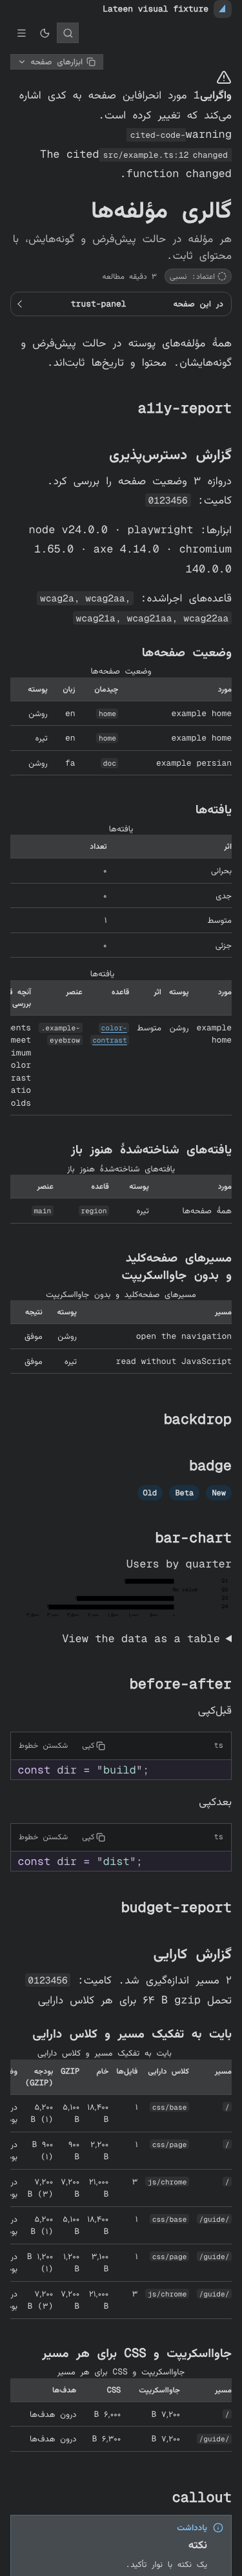 Lateen visual fixture
ابزارهای صفحه
واگرایی۱ مورد انحرافاین صفحه به کدی اشاره
می‌کند که تغییر کرده است.
cited-code-warning
The cited src/example.ts:12 changed
function changed.
گالری مؤلفه‌ها
هر مؤلفه در حالت پیش‌فرض و گونه‌هایش، با
محتوای ثابت.
اعتماد: نسبی ۳ دقیقه مطالعه
در این صفحه trust-panel
همهٔ مؤلفه‌های پوسته در حالت پیش‌فرض و
گونه‌هایشان. محتوا و تاریخ‌ها ثابت‌اند.
a11y-report
گزارش دسترس‌پذیری
دروازه ۳ وضعیت صفحه را بررسی کرد.
کامیت: 0123456
ابزارها: node v24.0.0 · playwright
1.65.0 · axe 4.14.0 · chromium
140.0.0
قاعده‌های اجراشده: wcag2a, wcag2aa,
wcag21a, wcag21aa, wcag22aa
وضعیت صفحه‌ها
وضعیت صفحه‌ها
مورد چیدمان زبان پوسته
example home home en روشن
example home home en تیره
example persian doc fa روشن
یافته‌ها
یافته‌ها
اثر تعداد
بحرانی ۰
جدی ۰
متوسط ۱
جزئی ۰
یافته‌ها
مورد پوسته اثر قاعده عنصر
example home روشن متوسط color-contrast .example-eyebrow
یافته‌های شناخته‌شدهٔ هنوز باز
یافته‌های شناخته‌شدهٔ هنوز باز
مورد پوسته قاعده عنصر
همهٔ صفحه‌ها تیره region main
مسیرهای صفحه‌کلید
و بدون جاوااسکریپت
مسیرهای صفحه‌کلید و بدون جاوااسکریپت
مسیر پوسته نتیجه
open the navigation روشن موفق
read without JavaScript تیره موفق
backdrop
badge
New Beta Old
bar-chart
Users by quarter
View the data as a table
before-after
قبل‌کپی
ts کپی شکستن خطوط
const dir = "build";
بعدکپی
ts کپی شکستن خطوط
const dir = "dist";
budget-report
گزارش کارایی
۲ مسیر اندازه‌گیری شد. کامیت: 0123456
تحمل ۶۴ B gzip برای هر کلاس دارایی
بایت به تفکیک مسیر و کلاس دارایی
بایت به تفکیک مسیر و کلاس دارایی
مسیر کلاس دارایی فایل‌ها خام GZIP بودجه (GZIP)
/ css/base ۱ ۱۸٬۴۰۰ B ۵٬۱۰۰ B ۵٬۲۰۰ B (۱)
/ css/page ۱ ۲٬۲۰۰ B ۹۰۰ B ۹۰۰ B (۱)
/ js/chrome ۳ ۲۱٬۰۰۰ B ۷٬۲۰۰ B ۷٬۲۰۰ B (۳)
/guide/ css/base ۱ ۱۸٬۴۰۰ B ۵٬۱۰۰ B ۵٬۲۰۰ B (۱)
/guide/ css/page ۱ ۳٬۱۰۰ B ۱٬۲۰۰ B ۱٬۲۰۰ B (۱)
/guide/ js/chrome ۳ ۲۱٬۰۰۰ B ۷٬۲۰۰ B ۷٬۲۰۰ B (۳)
جاوااسکریپت و CSS برای هر مسیر
جاوااسکریپت و CSS برای هر مسیر
مسیر جاوااسکریپت CSS هدف‌ها
/ ۷٬۲۰۰ B ۶٬۰۰۰ B درون هدف‌ها
/guide/ ۷٬۲۰۰ B ۶٬۳۰۰ B درون هدف‌ها
callout
یادداشت
نکته
یک نکته با نوار تأکید.